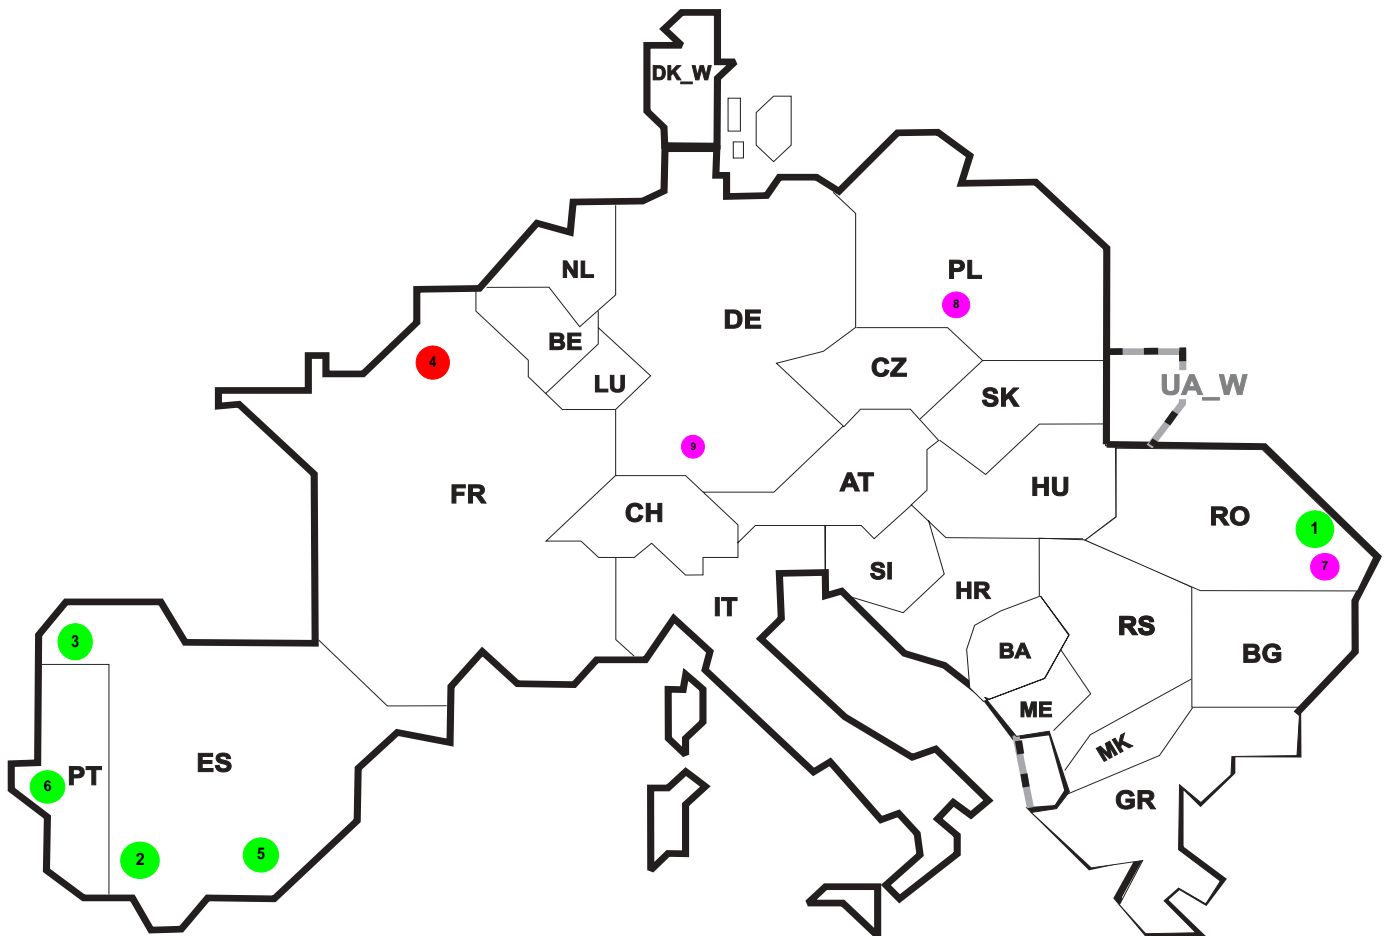 DK_W
NL
PL
8
DE
BE
4
CZ
LU
UA_W
SK
9
AT
HU
FR
CH
RO
1
7
SI
HR
IT
RS
3
BA
BG
ME
MK
ES
PT
6
GR
5
2